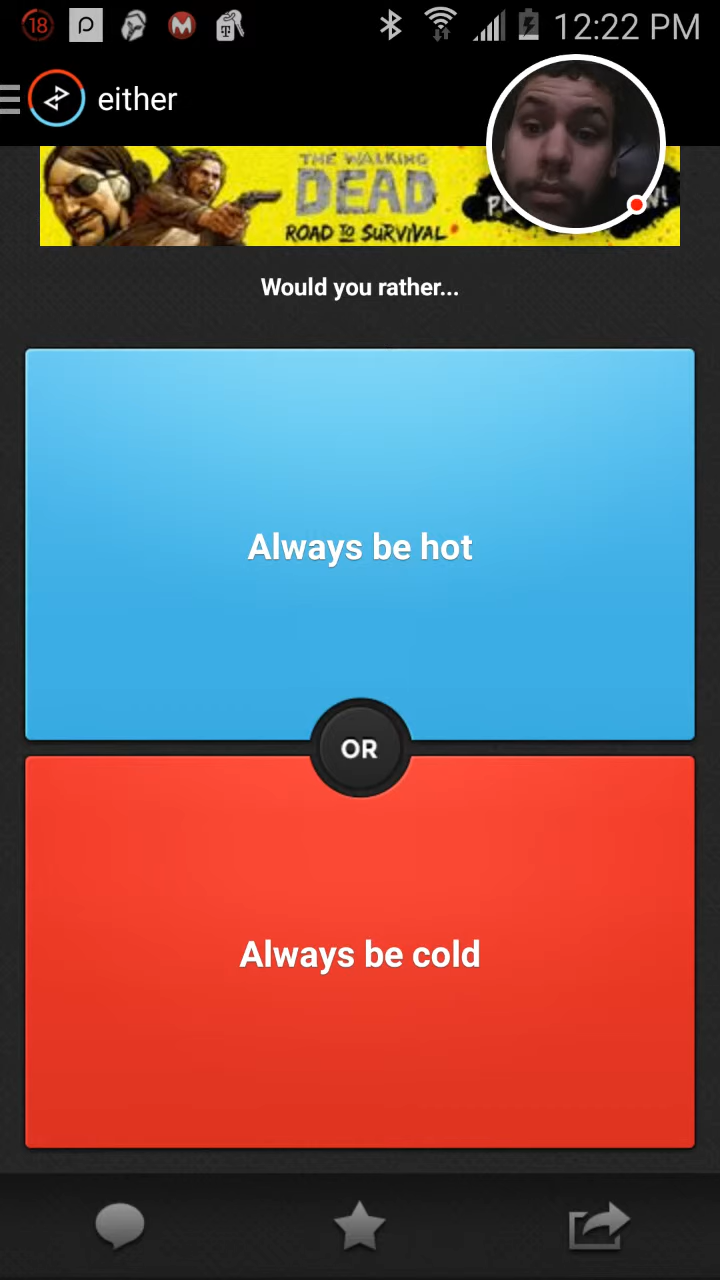 18
12:22 PM
either
THE WALKING
DEAD
ROAD TO SURVIVAL
Would you rather...
Always be hot
OR
Always be cold